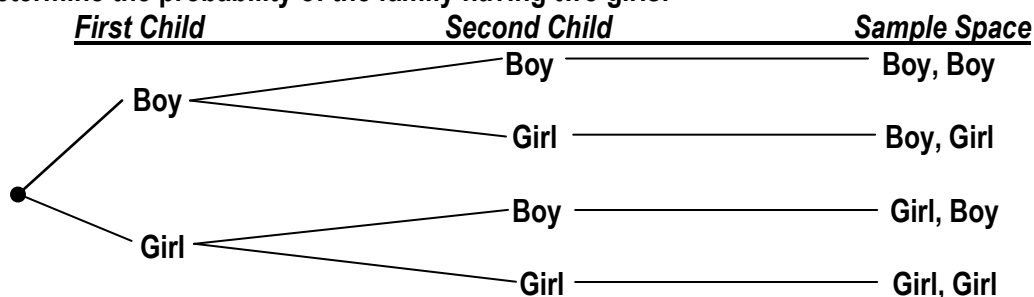 etermine the probability of the family having two girls.
First Child Second Child Sample Space
Boy Boy, Boy
Boy
Girl Boy, Girl
Boy Girl, Boy
Girl
Girl Girl, Girl